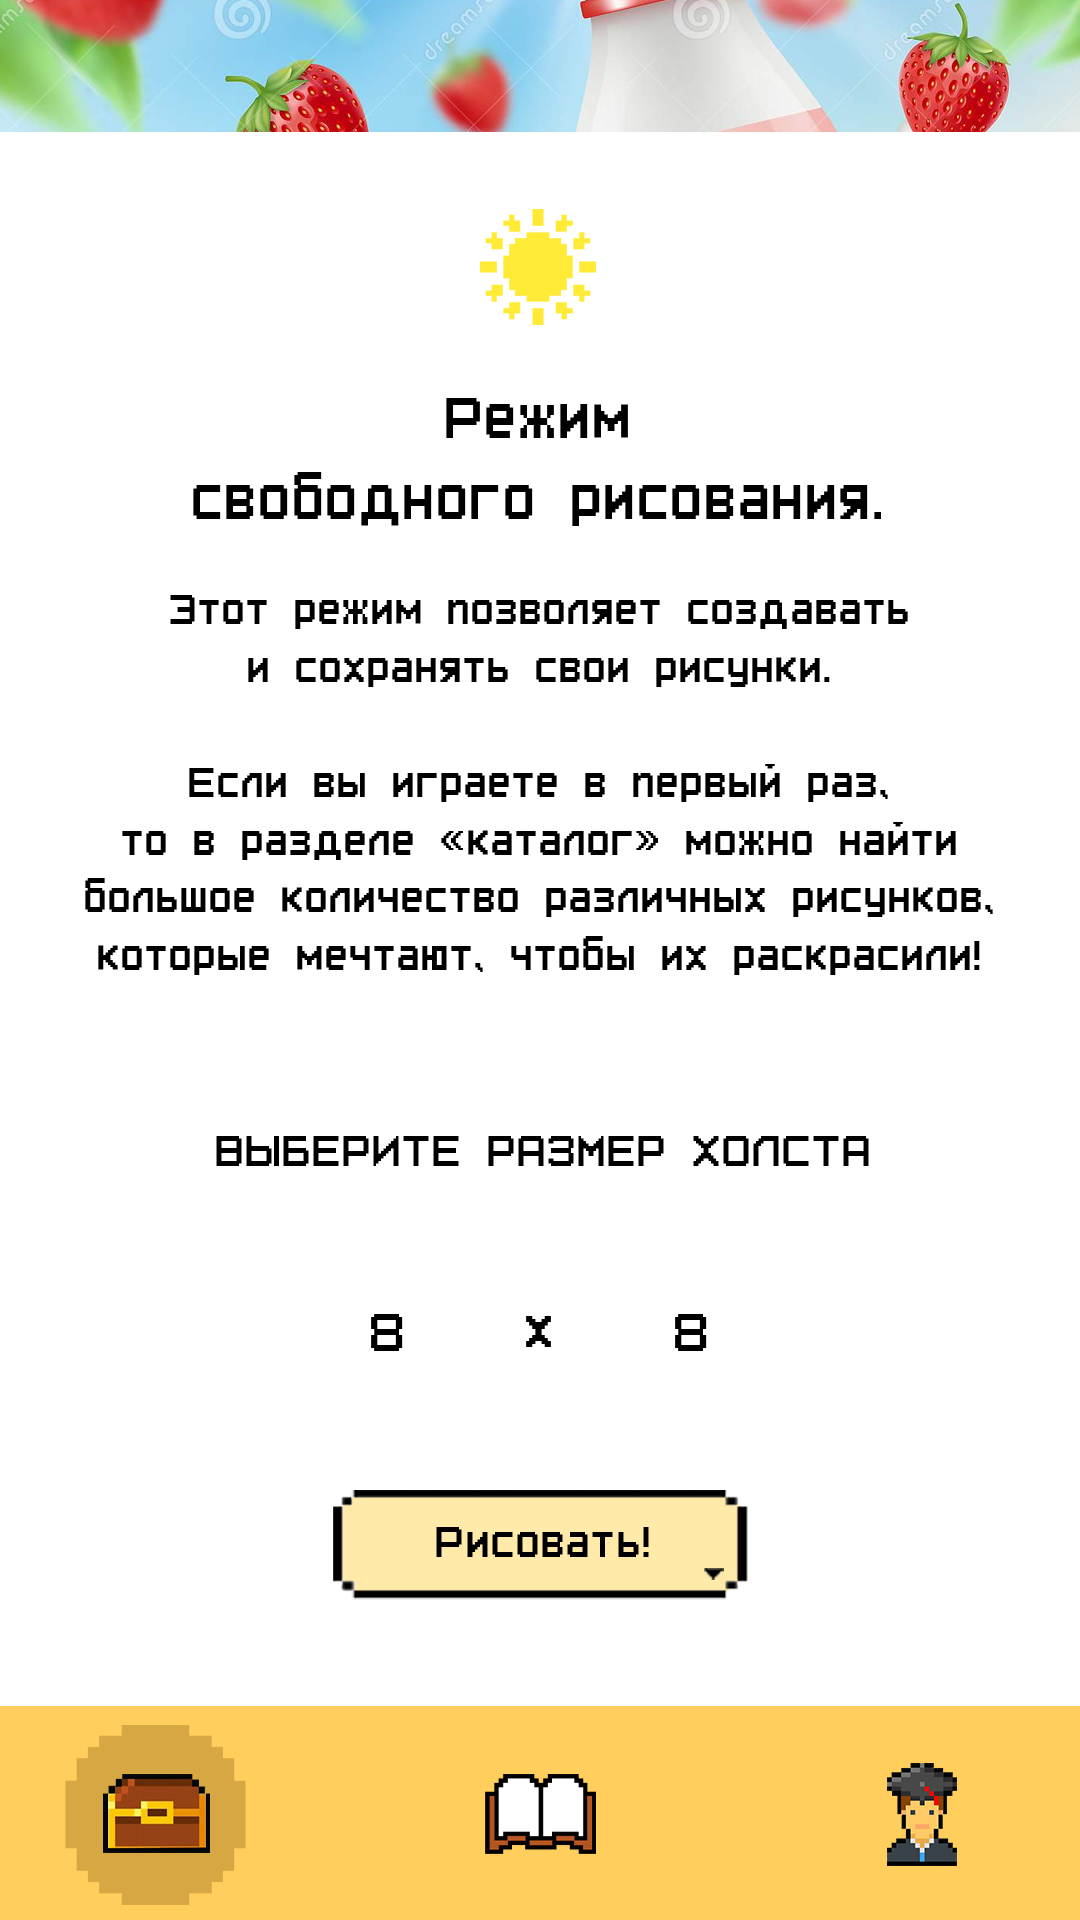 Режим
свободного рисования.
Этот режим позволяет создавать
и сохранять свои рисунки.
Если вы играете в первый раз,
то в разделе «каталог» можно найти
большое количество различных рисунков,
которые мечтают, чтобы их раскрасили!
ВЫБЕРИТЕ РАЗМЕР ХОЛСТА
8 x 8
Рисовать!